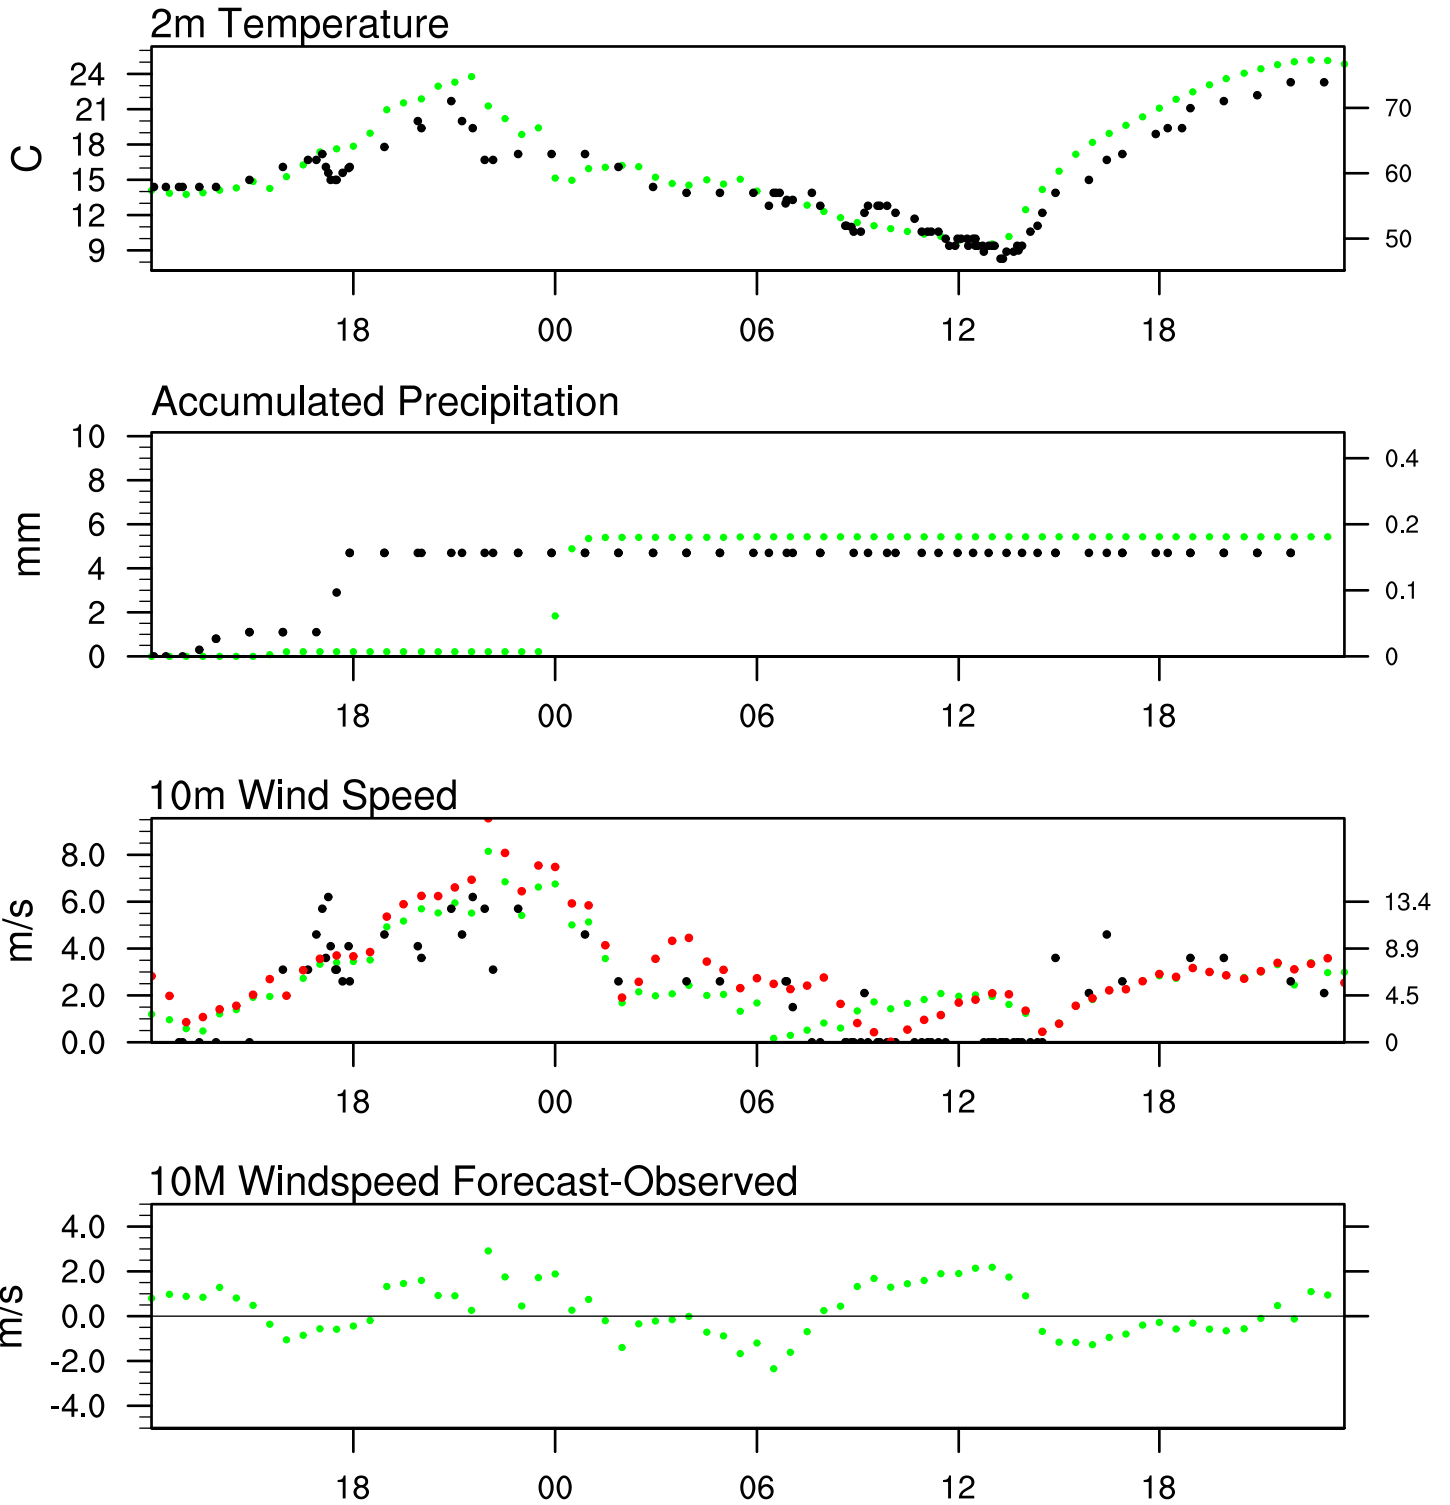 2m Temperature
24
21
18
15
12
9
C
70
60
50
18 00 06 12 18
Accumulated Precipitation
10
8
6
4
2
0
mm
0.4
0.2
0.1
0
18 00 06 12 18
10m Wind Speed
8.0
6.0
4.0
2.0
0.0
m/s
13.4
8.9
4.5
0
18 00 06 12 18
10M Windspeed Forecast-Observed
4.0
2.0
0.0
-2.0
-4.0
m/s
18 00 06 12 18